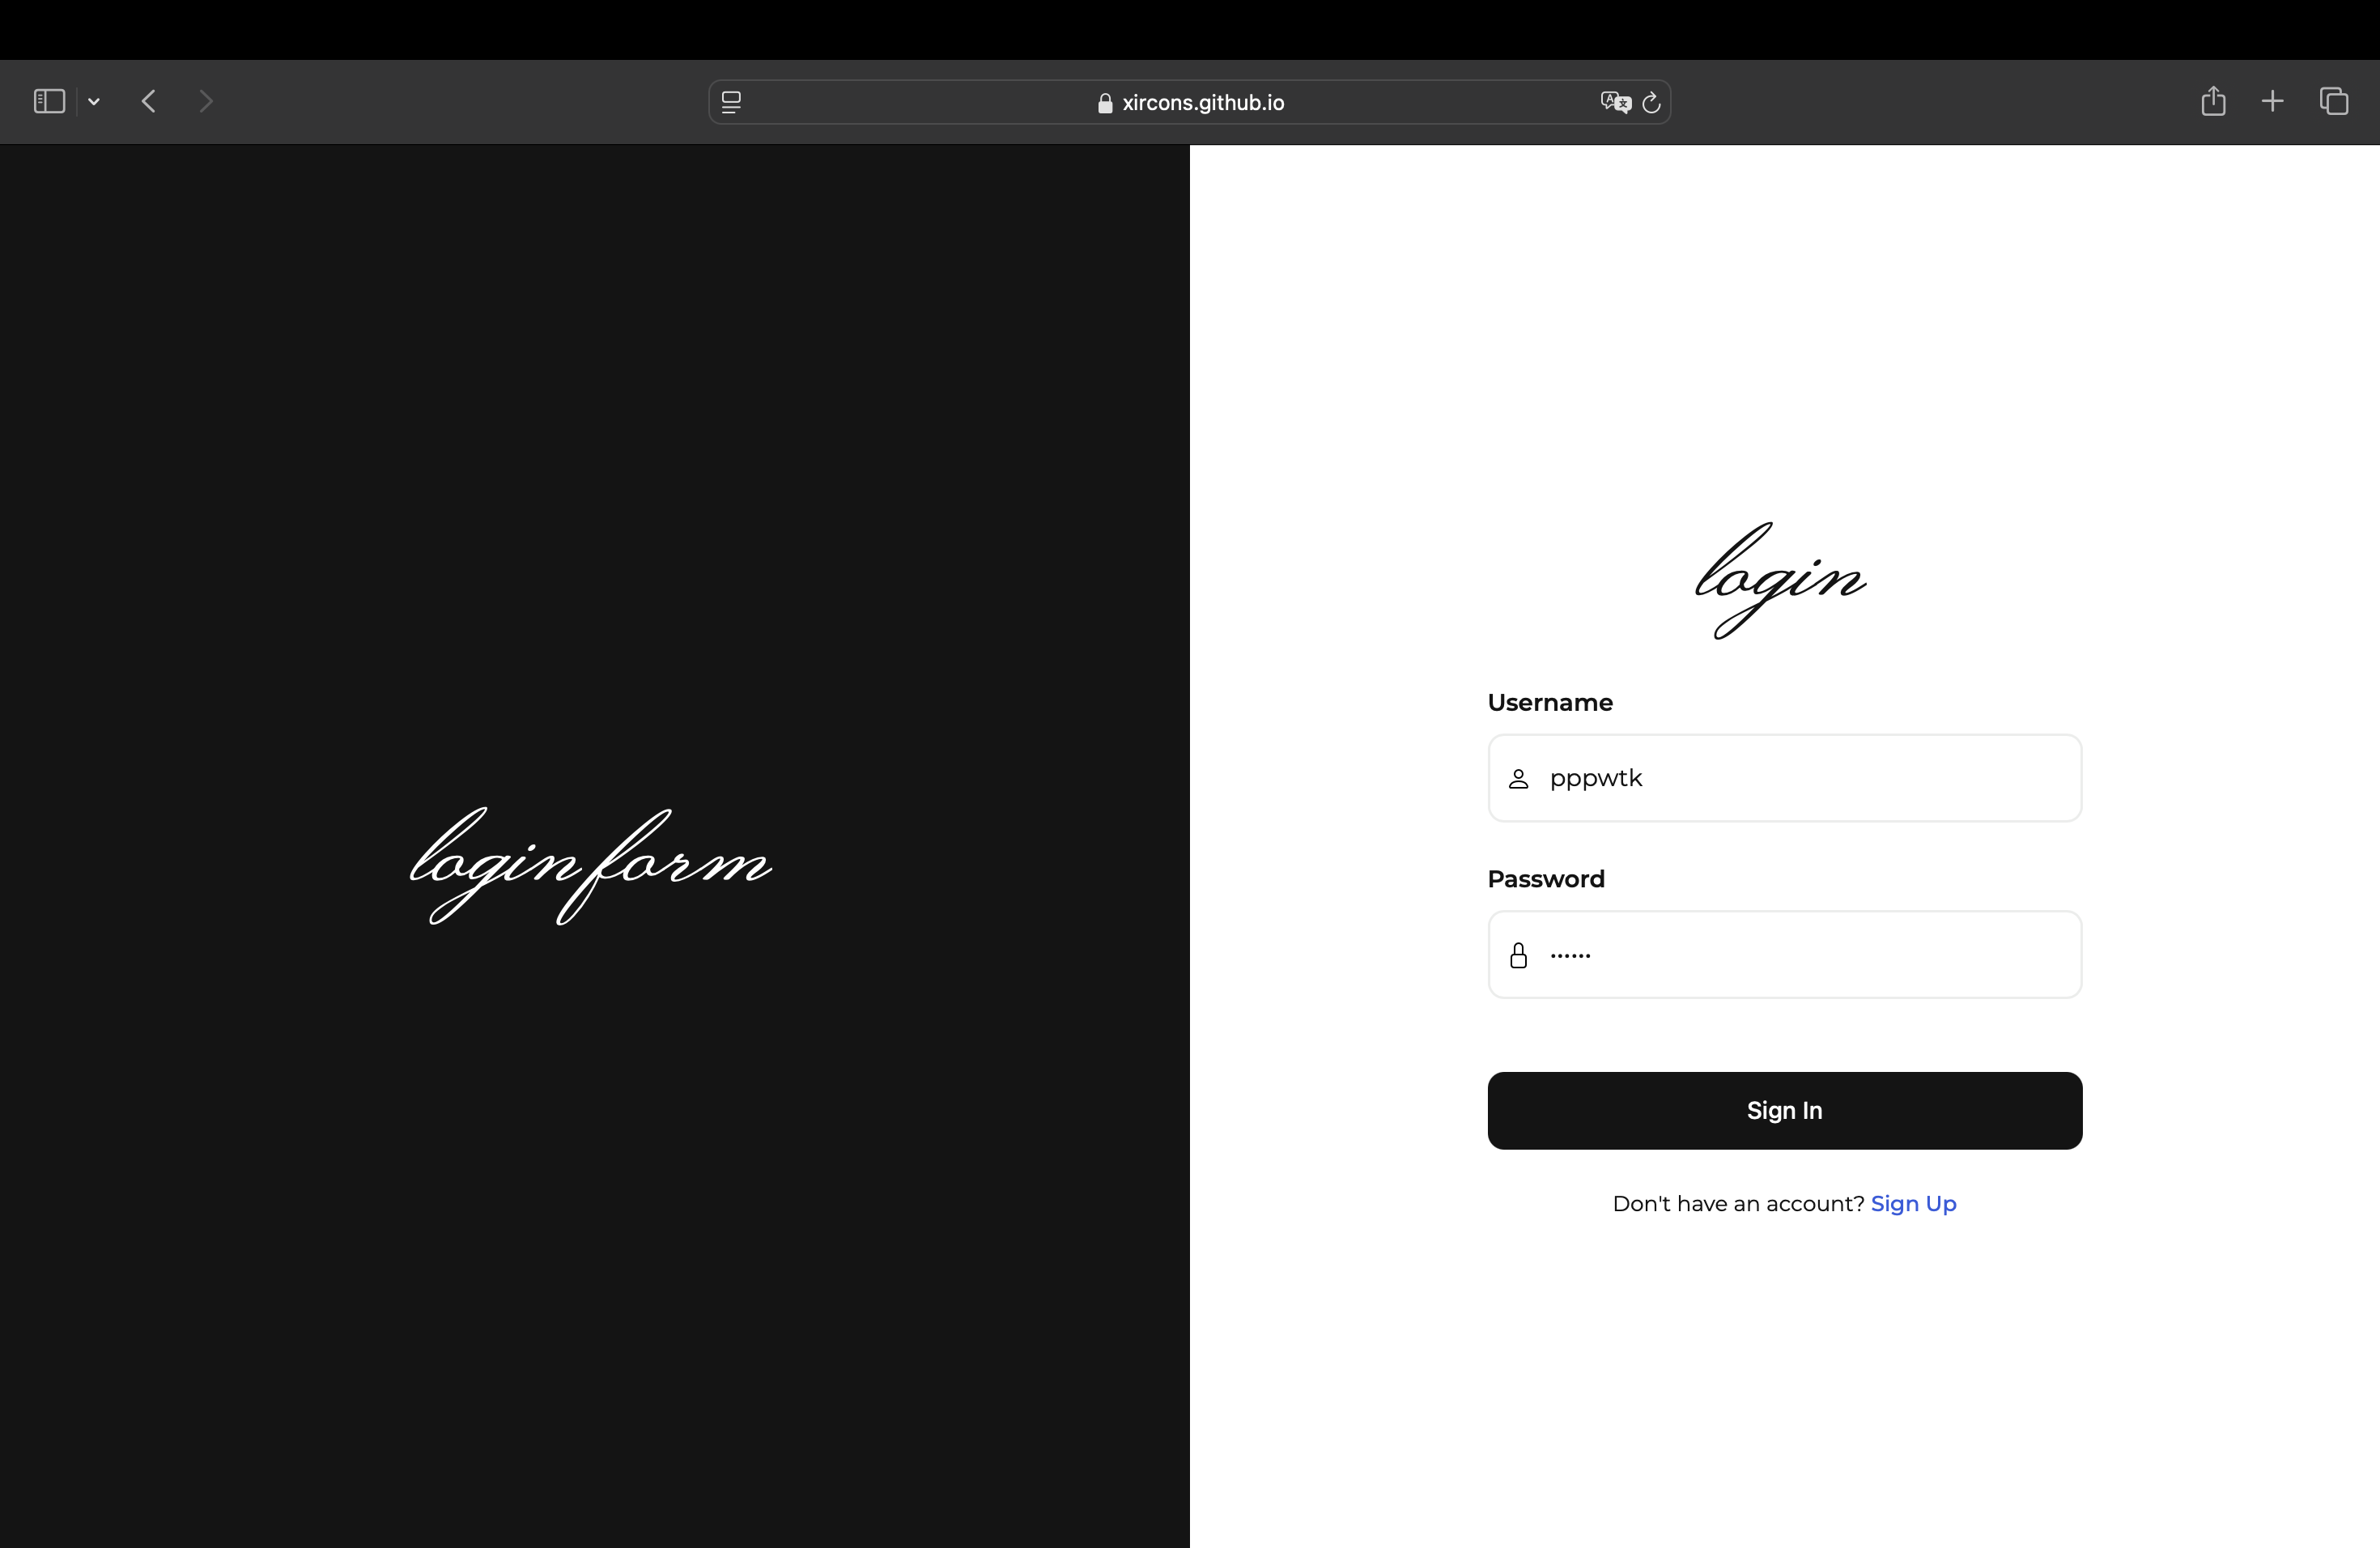 xircons.github.io
login form
login
Username
pppwtk
Password
••••••
Sign In
Don't have an account? Sign Up